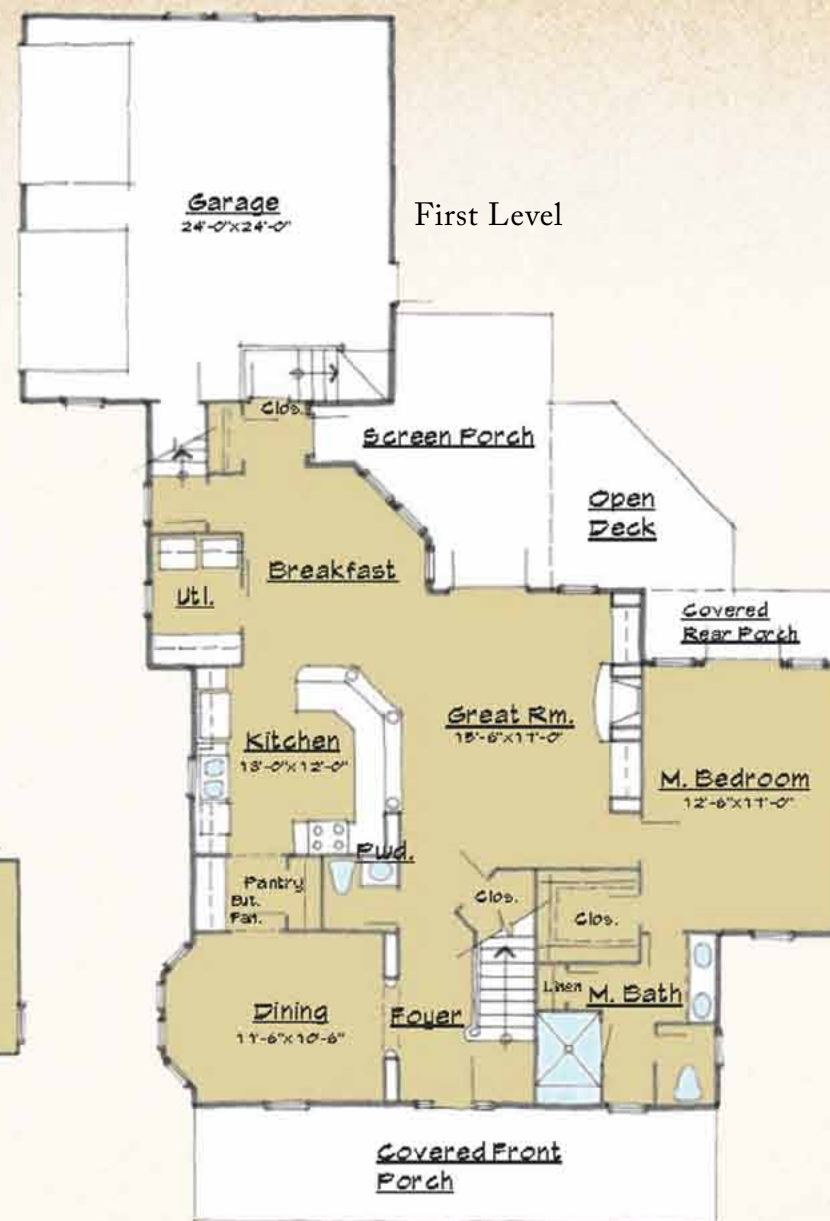 First Level
Garage
24'-0"x24'-0"
Clos.
Screen Porch
Open
Deck
Breakfast
Utl.
Covered
Rear Porch
Great Rm.
15'-6"x17'-0"
Kitchen
13'-0"x12'-0"
M. Bedroom
12'-6"x17'-0"
Pwd.
Pantry
But.
Pan.
Clos.
Clos.
Linen
M. Bath
Dining
11'-6"x10'-6"
Foyer
Covered Front
Porch